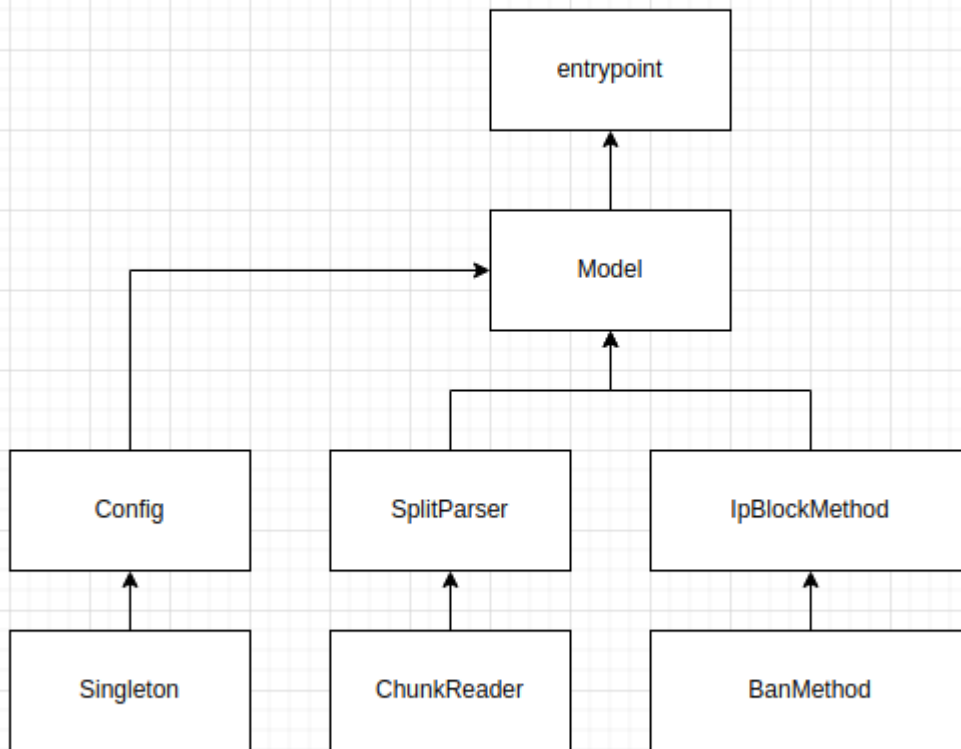 entrypoint
Model
Config
SplitParser
IpBlockMethod
Singleton
ChunkReader
BanMethod